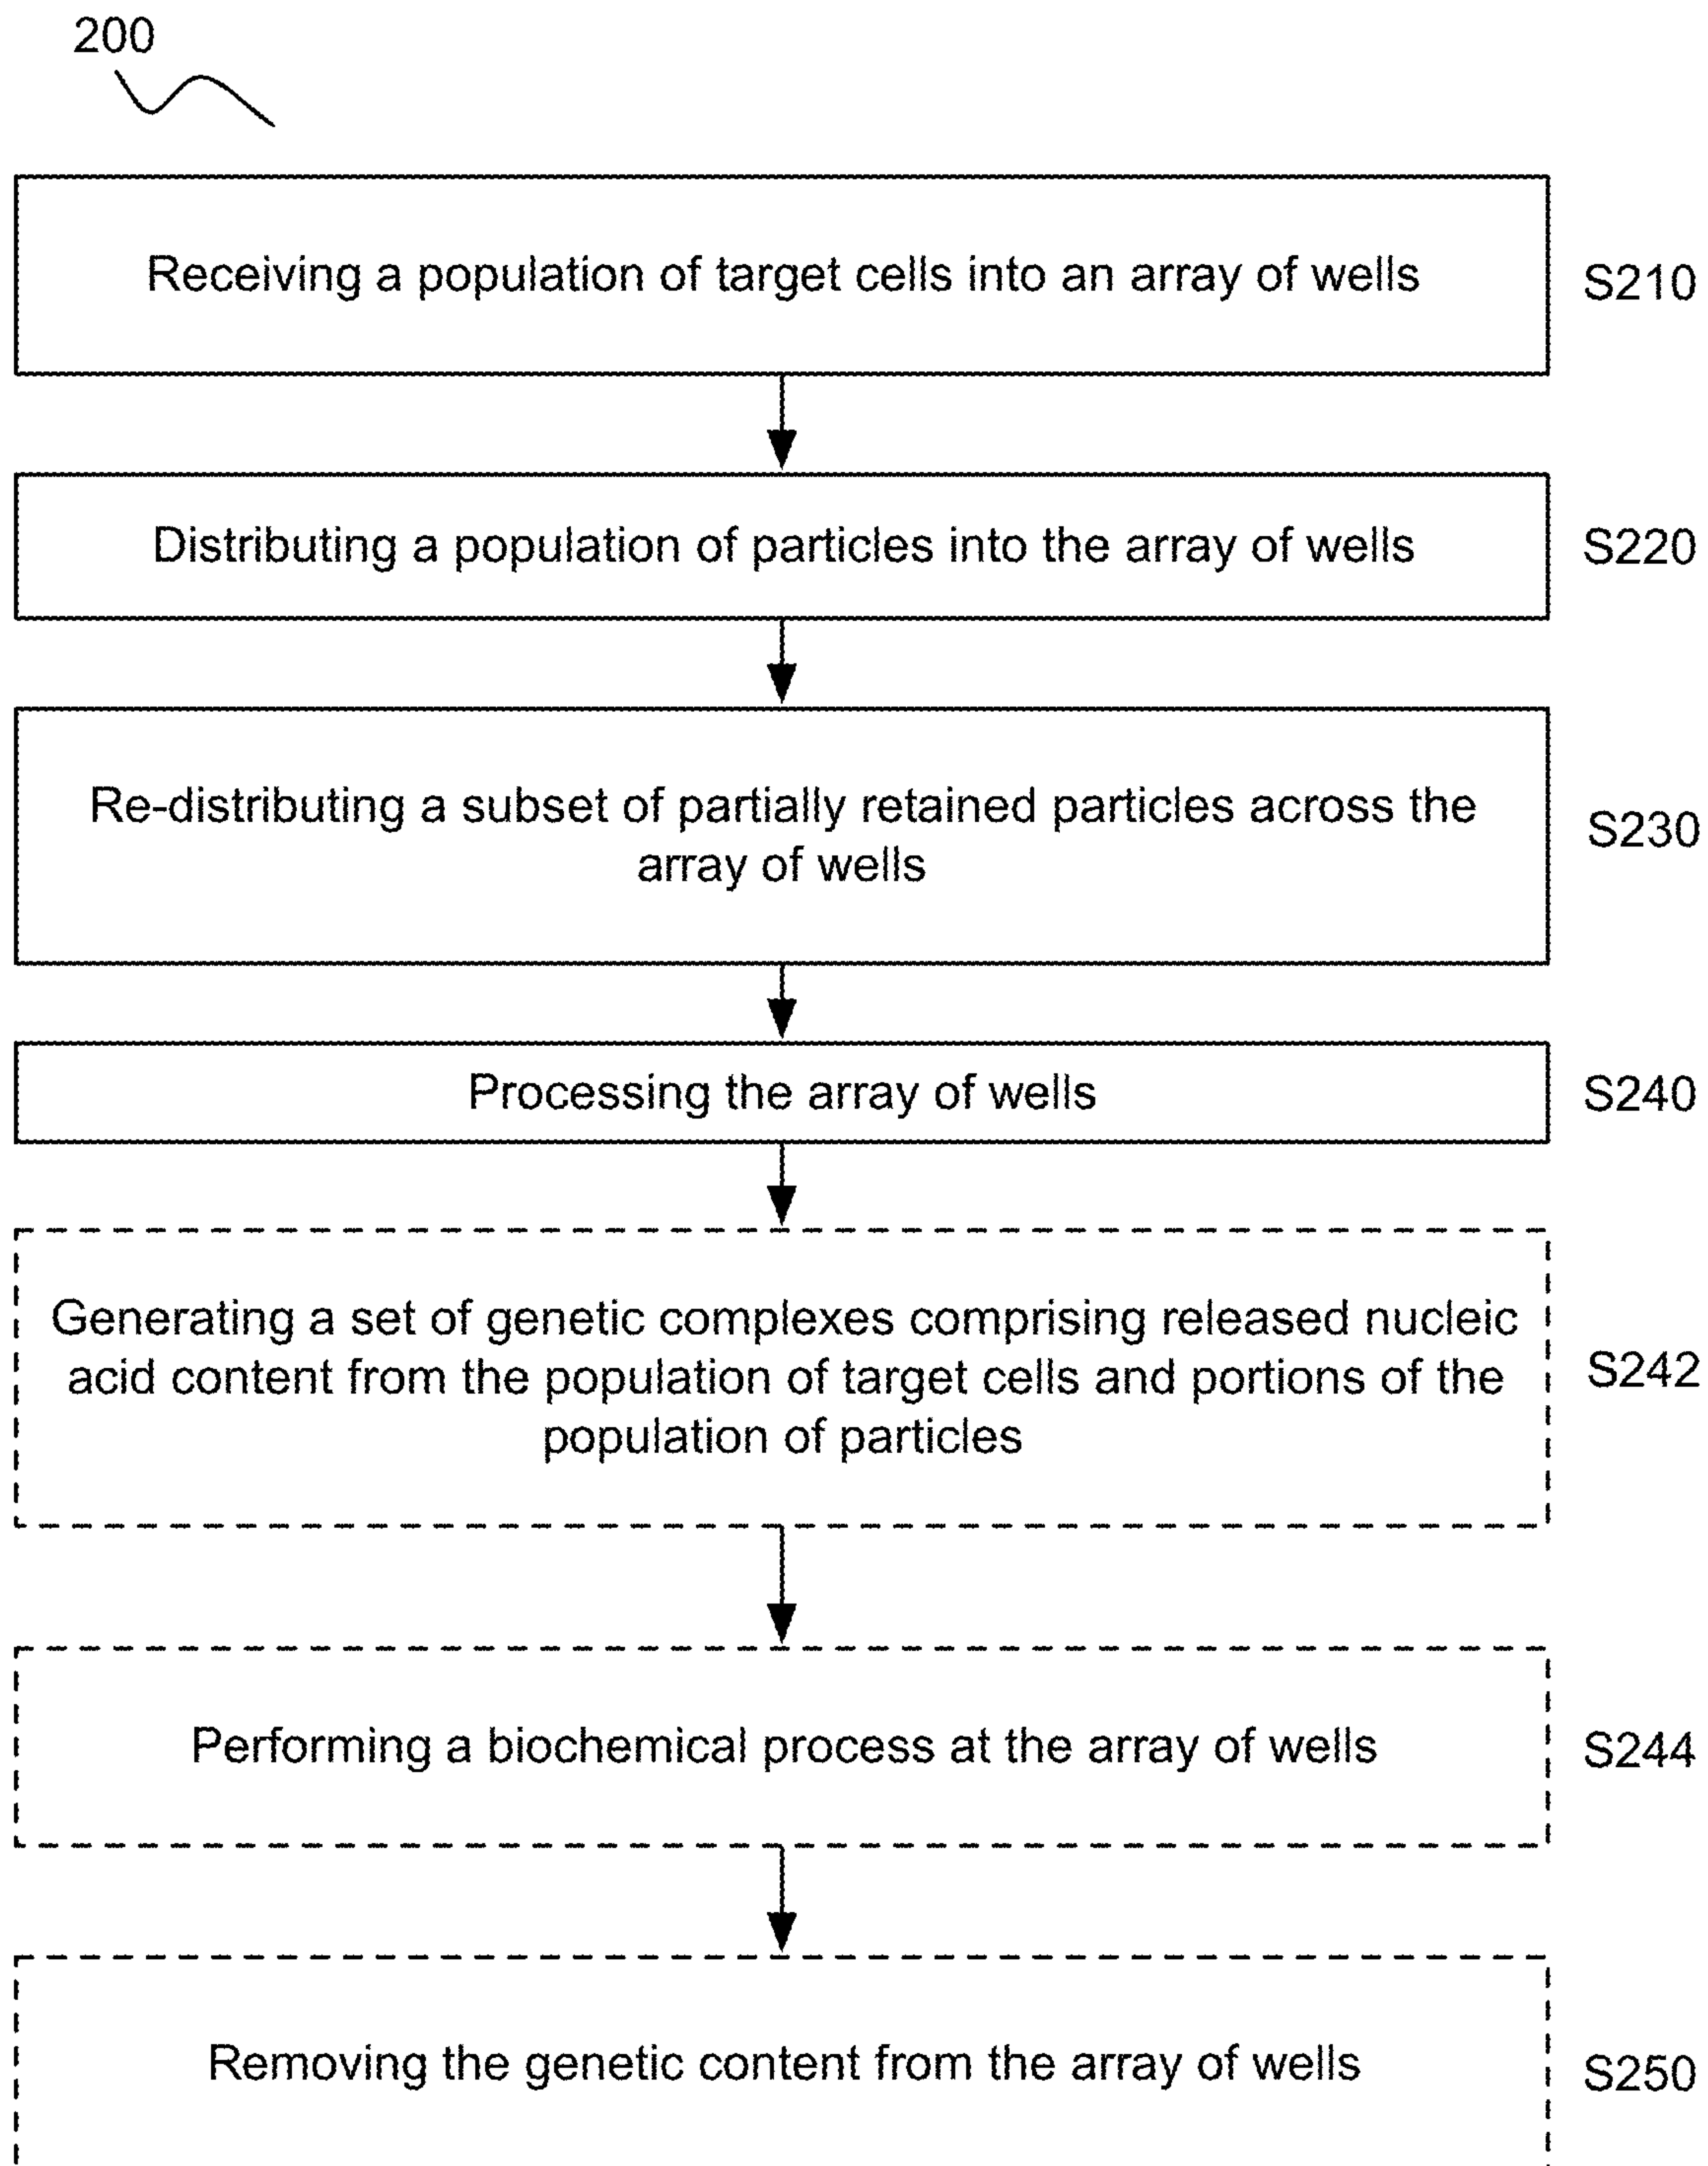 200
Receiving a population of target cells into an array of wells
S210
Distributing a population of particles into the array of wells
S220
Re-distributing a subset of partially retained particles across the
array of wells
S230
Processing the array of wells
S240
Generating a set of genetic complexes comprising released nucleic
acid content from the population of target cells and portions of the
population of particles
S242
Performing a biochemical process at the array of wells
S244
Removing the genetic content from the array of wells
S250